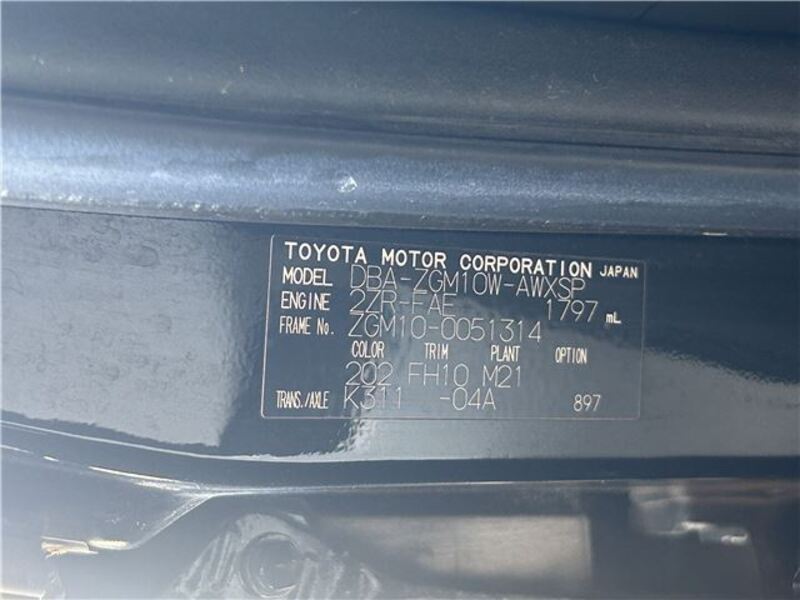 TOYOTA MOTOR CORPORATION JAPAN
MODEL DBA-ZGM10W-AWXSP
ENGINE 2ZR-FAE 1797 mL
FRAME No. ZGM10-0051314
COLOR TRIM PLANT OPTION
202 FH10 M21
TRANS./AXLE K311 -04A 897